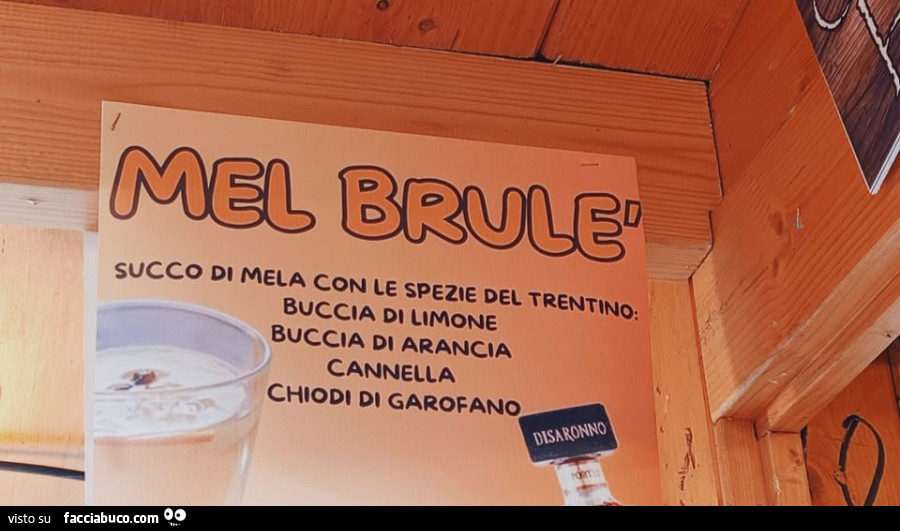 MEL BRULE'
SUCCO DI MELA CON LE SPEZIE DEL TRENTINO:
BUCCIA DI LIMONE
BUCCIA DI ARANCIA
CANNELLA
CHIODI DI GAROFANO
DISARONNO
visto su facciabuco.com